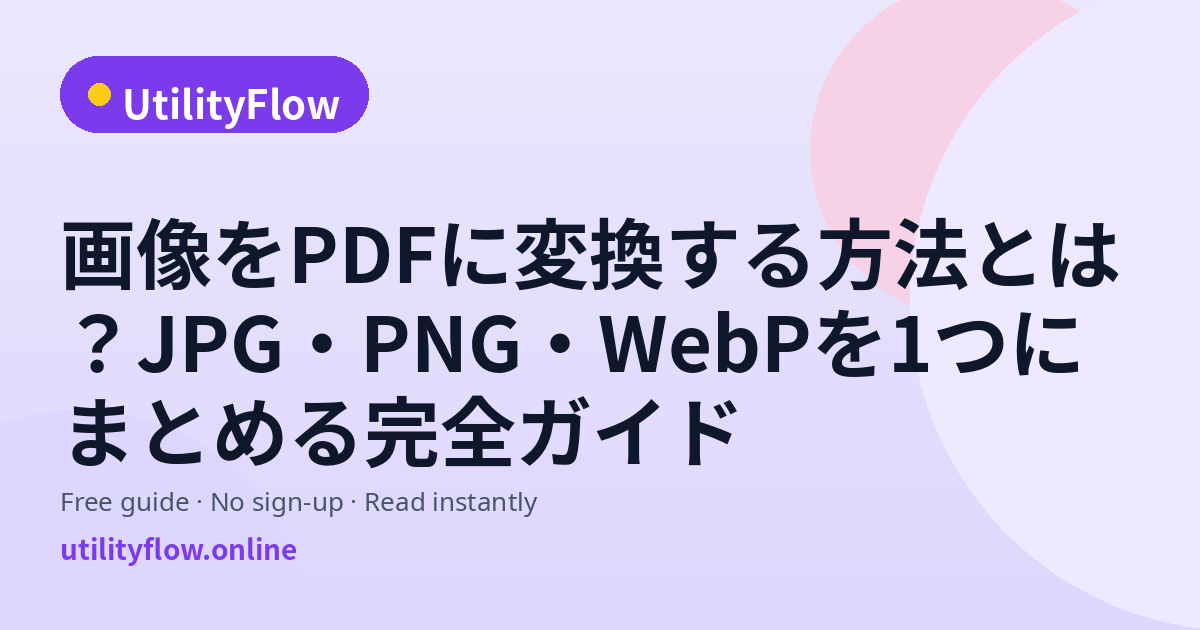 UtilityFlow
画像をPDFに変換する方法とは
？JPG・PNG・WebPを1つに
まとめる完全ガイド
Free guide · No sign-up · Read instantly
utilityflow.online